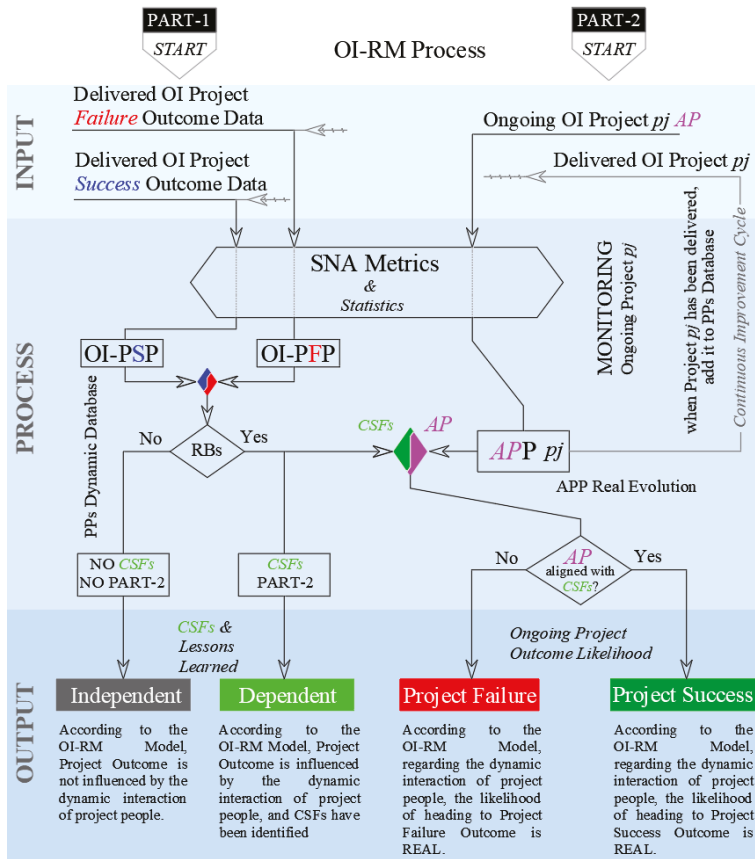 PART-1
START
OI-RM Process
PART-2
START
INPUT
Delivered OI Project
Failure Outcome Data
Delivered OI Project
Success Outcome Data
Ongoing OI Project pj AP
Delivered OI Project pj
PROCESS
SNA Metrics
&
Statistics
MONITORING
Ongoing Project pj
when Project pj has been delivered,
add it to PPs Database
Continuous Improvement Cycle
OI-PSP
OI-PFP
PPs Dynamic Database
No
RBs
Yes
CSFs
AP
APP pj
APP Real Evolution
NO CSFs
NO PART-2
CSFs
PART-2
No
AP
aligned with
CSFs?
Yes
OUTPUT
CSFs &
Lessons
Learned
Ongoing Project
Outcome Likelihood
Independent
According to the
OI-RM Model,
Project Outcome is
not influenced by the
dynamic interaction
of project people.
Dependent
According to the
OI-RM Model, Project
Outcome is influenced
by the dynamic
interaction of project
people, and CSFs have
been identified
Project Failure
According to the
OI-RM Model,
regarding the dynamic
interaction of project
people, the likelihood
of heading to Project
Failure Outcome is
REAL.
Project Success
According to the
OI-RM Model,
regarding the dynamic
interaction of project
people, the likelihood
of heading to Project
Success Outcome is
REAL.